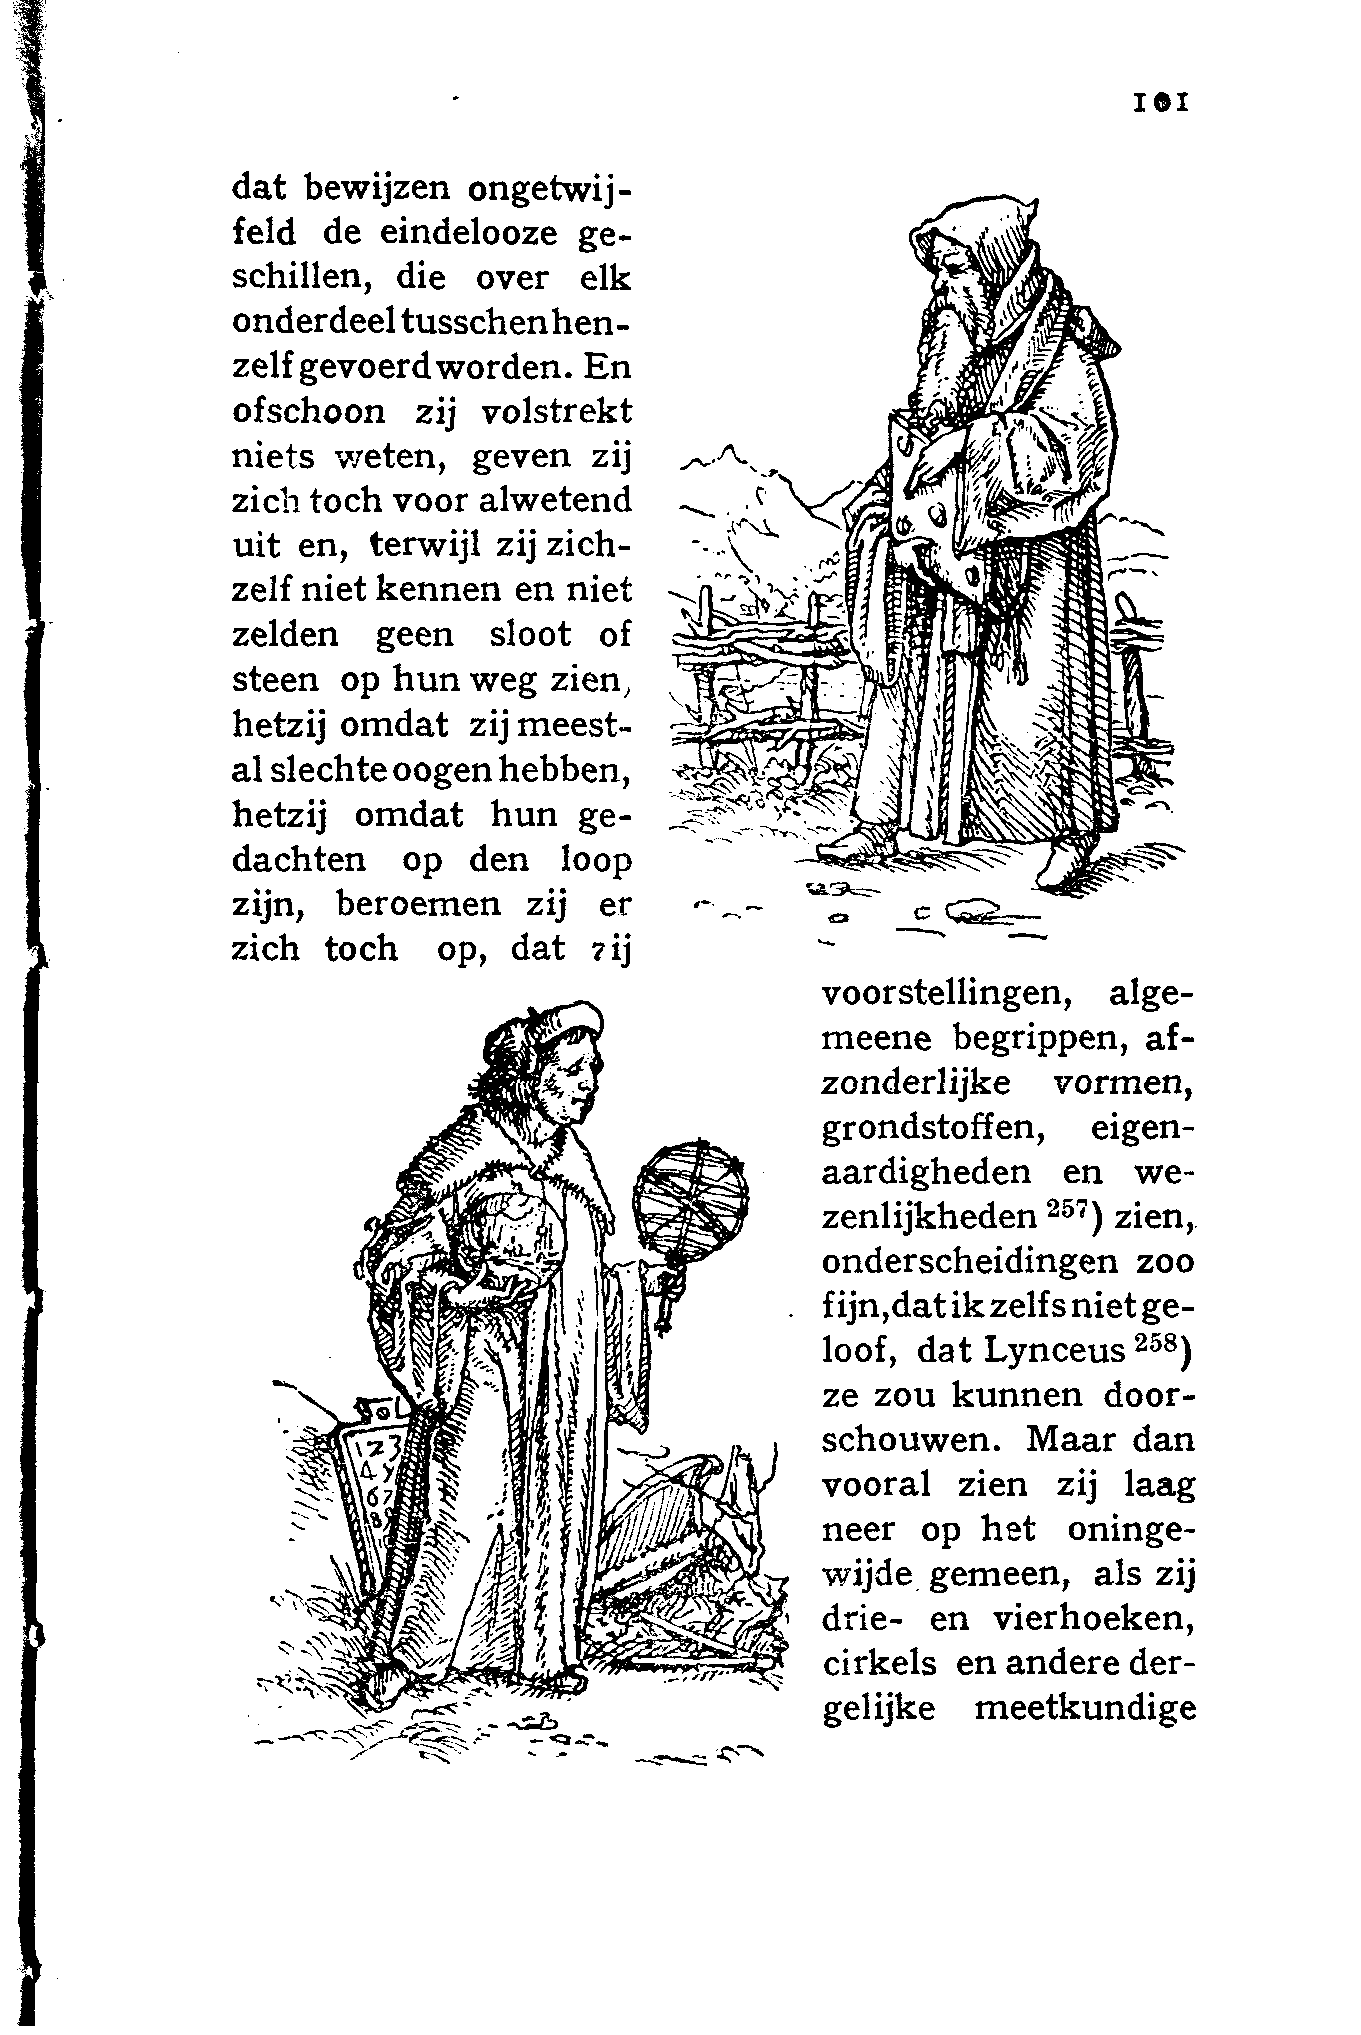 101
dat bewijzen ongetwij-
feld de eindelooze ge-
schillen, die over elk
onderdeel tusschen hen-
zelf gevoerd worden. En
ofschoon zij volstrekt
niets weten, geven zij
zich toch voor alwetend
uit en, terwijl zij zich-
zelf niet kennen en niet
zelden geen sloot of
steen op hun weg zien,
hetzij omdat zij meest-
al slechte oogen hebben,
hetzij omdat hun ge-
dachten op den loop
zijn, beroemen zij er
zich toch op, dat zij
voorstellingen, alge-
meene begrippen, af-
zonderlijke vormen,
grondstoffen, eigen-
aardigheden en we-
zenlijkheden 257) zien,
onderscheidingen zoo
fijn, dat ik zelfs niet ge-
loof, dat Lynceus 258)
ze zou kunnen door-
schouwen. Maar dan
vooral zien zij laag
neer op het oninge-
wijde gemeen, als zij
drie- en vierhoeken,
cirkels en andere der-
gelijke meetkundige
123
67